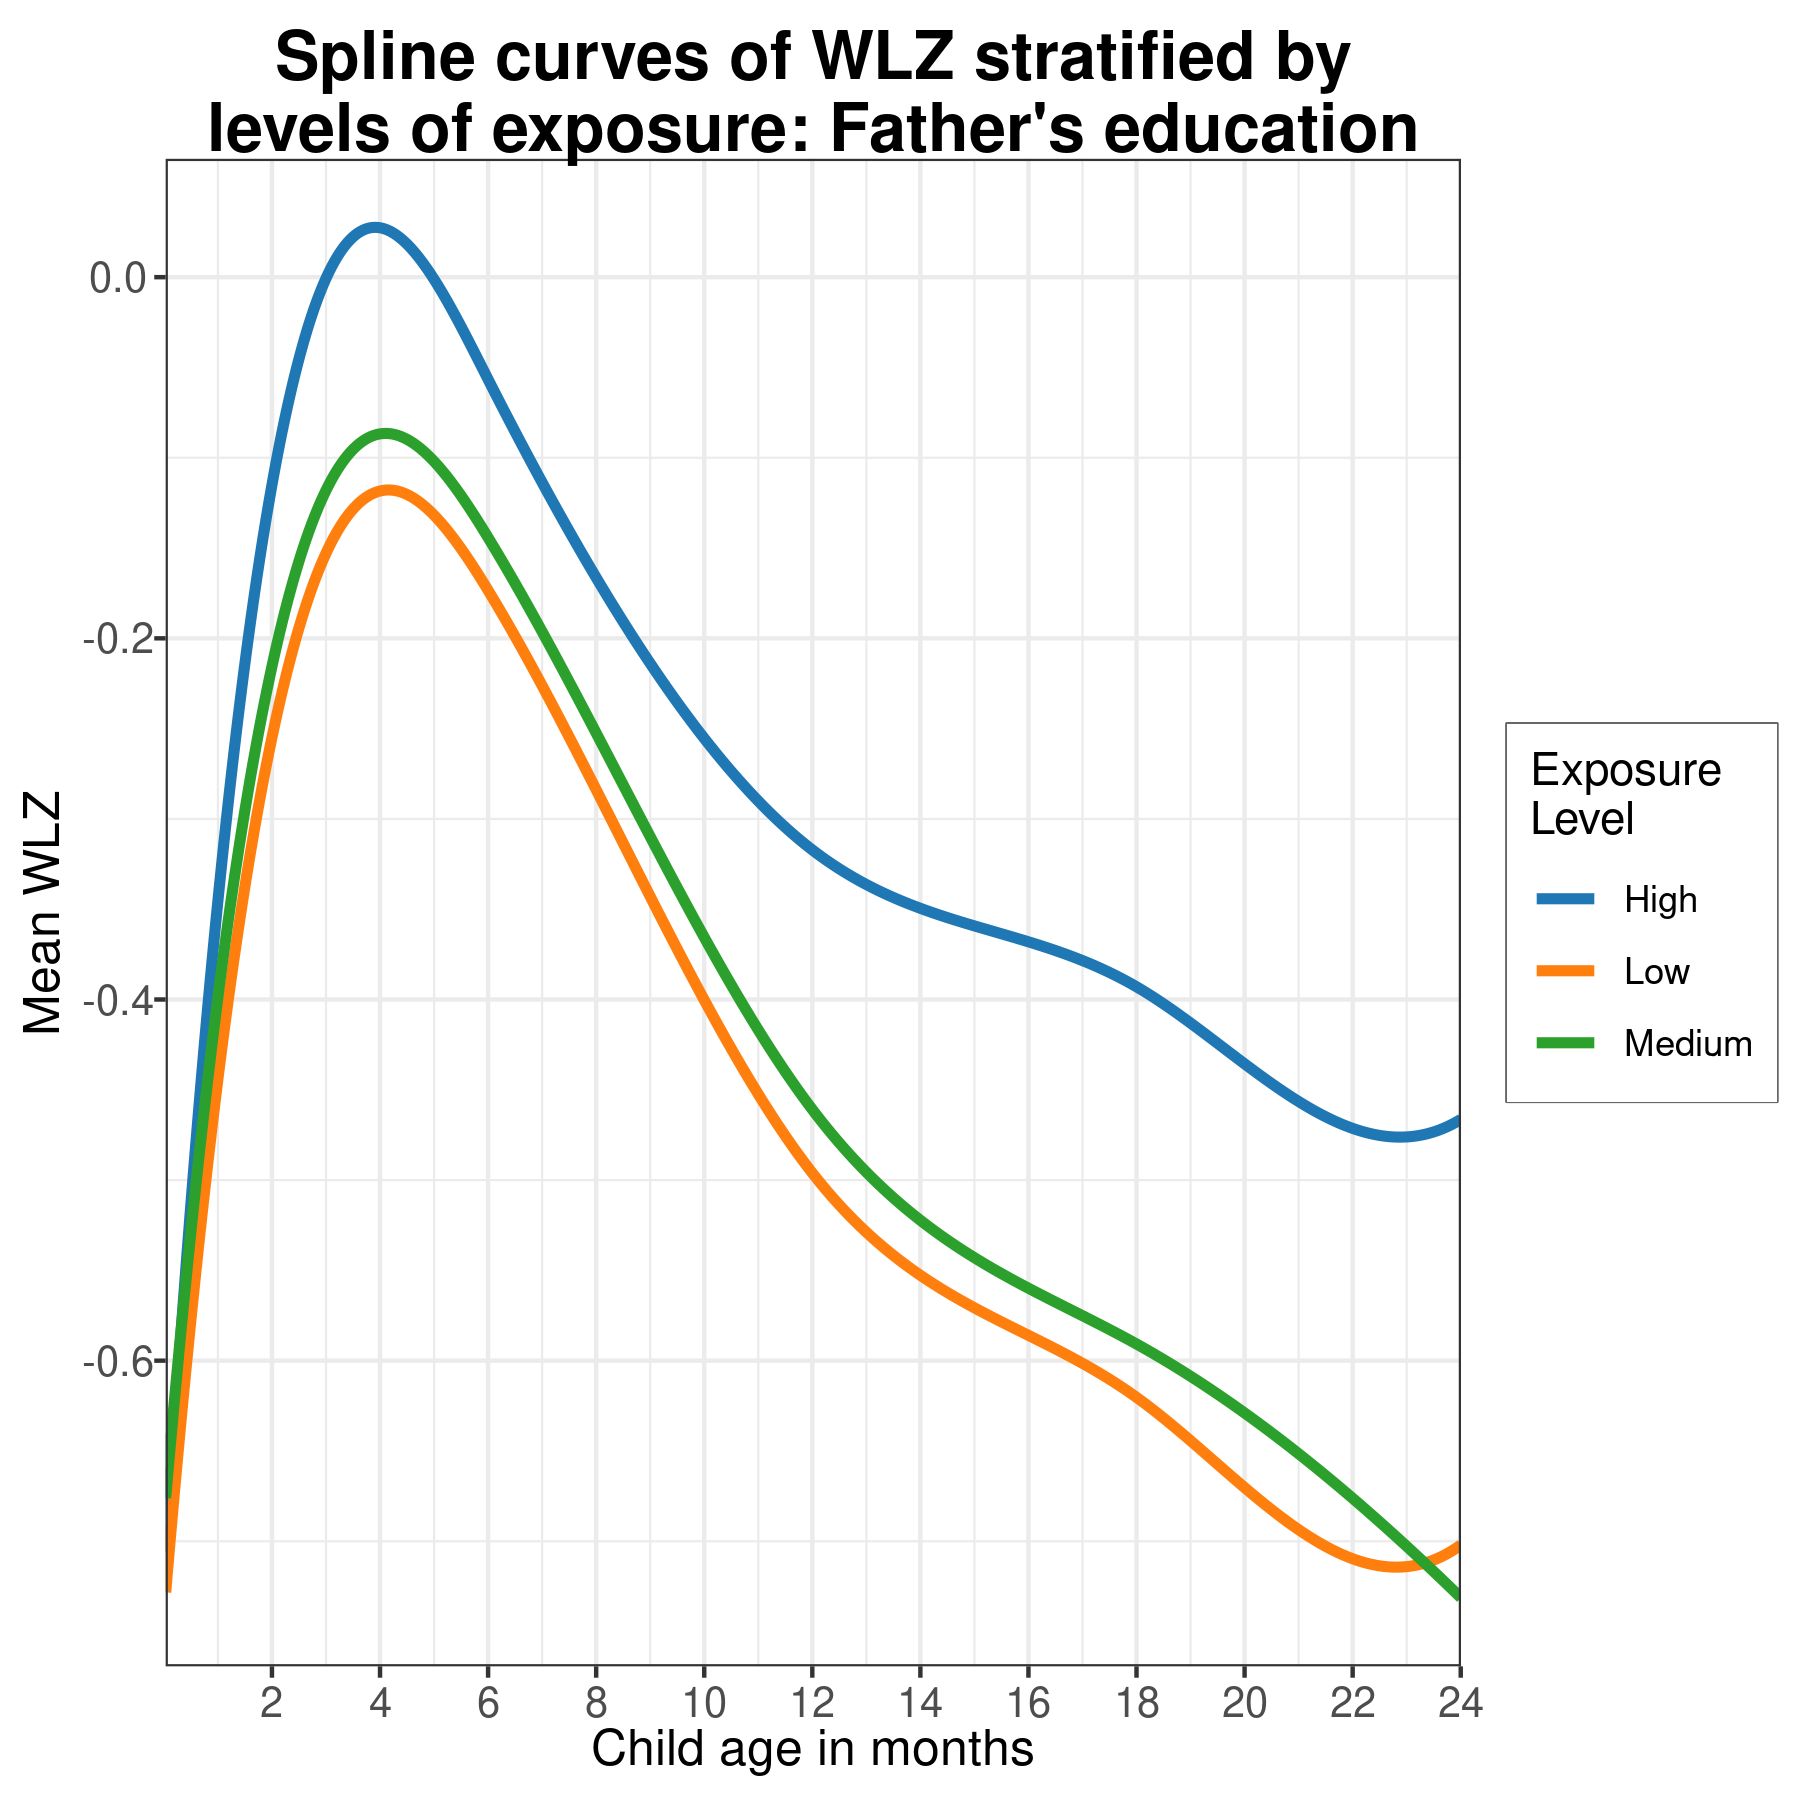 Spline curves of WLZ stratified by
levels of exposure: Father's education
Mean WLZ
0.0
-0.2
-0.4
-0.6
2 4 6 8 10 12 14 16 18 20 22 24
Child age in months
Exposure
Level
High
Low
Medium